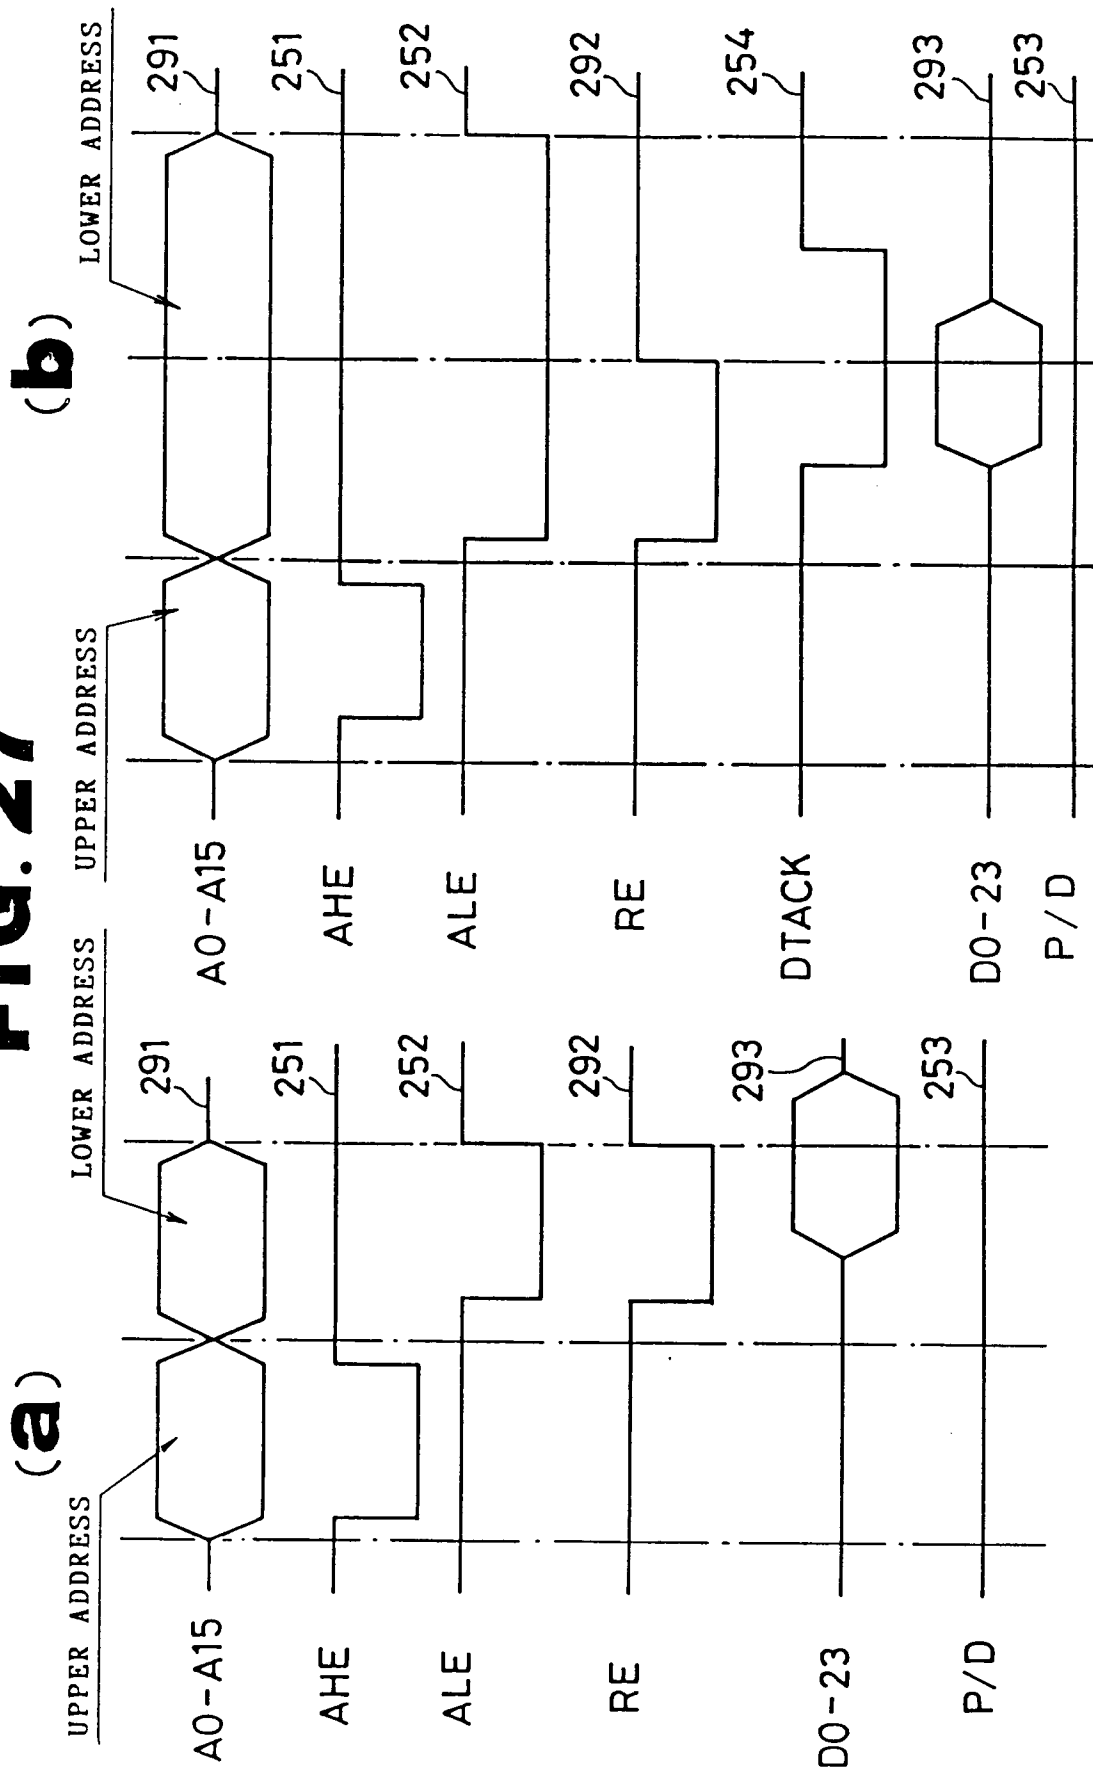 FIG. 27
(a)
UPPER ADDRESS
LOWER ADDRESS
A0-A15
291
AHE
251
ALE
252
RE
292
D0-23
293
P/D
253
(b)
UPPER ADDRESS
LOWER ADDRESS
A0-A15
291
AHE
251
ALE
252
RE
292
DTACK
254
D0-23
293
P/D
253